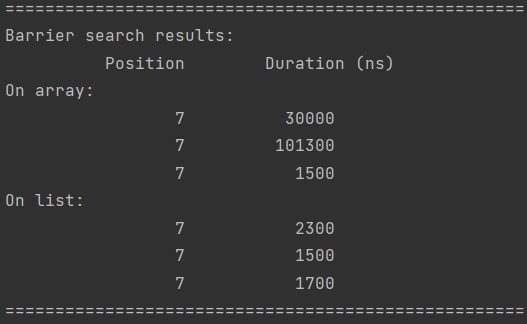 ====================================================
Barrier search results:
          Position        Duration (ns)
On array:
                 7          30000
                 7         101300
                 7           1500
On list:
                 7           2300
                 7           1500
                 7           1700
====================================================